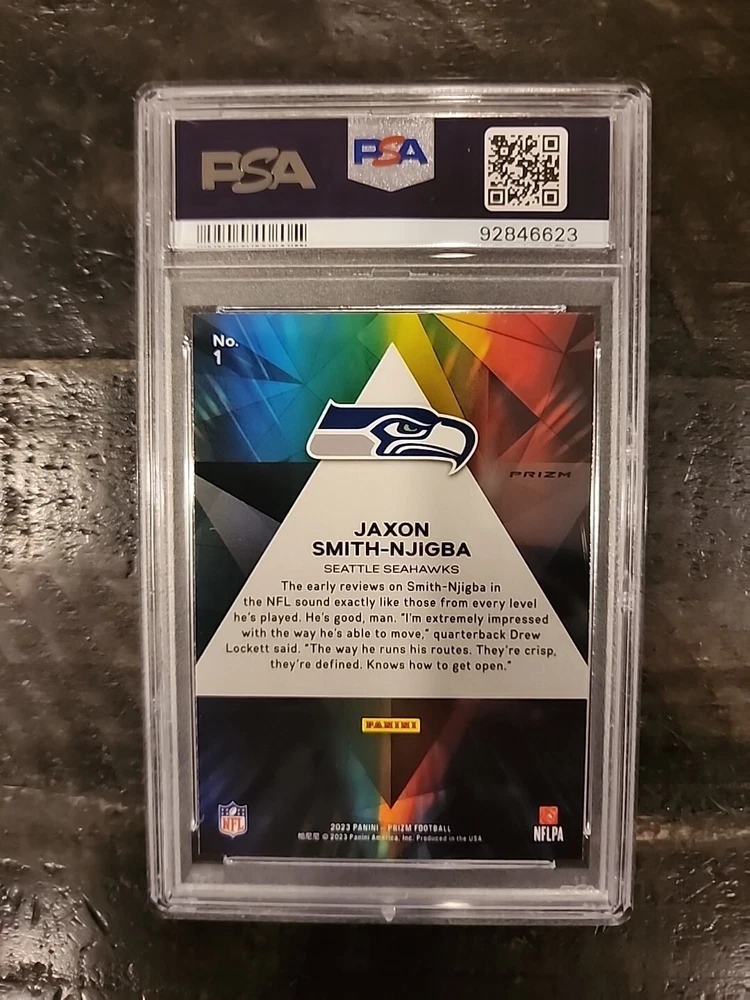 PSA
PSA
92846623
No.
1
PRIZM
JAXON
SMITH-NJIGBA
SEATTLE SEAHAWKS
The early reviews on Smith-Njigba in
the NFL sound exactly like those from every level
he's played. He's good, man. "I'm extremely impressed
with the way he's able to move," quarterback Drew
Lockett said. "The way he runs his routes. They're crisp,
they're defined. Knows how to get open."
PANINI
NFL
NFLPA
2023 PANINI - PRIZM FOOTBALL
帕尼尼 © 2023 Panini America, Inc. Produced in the USA